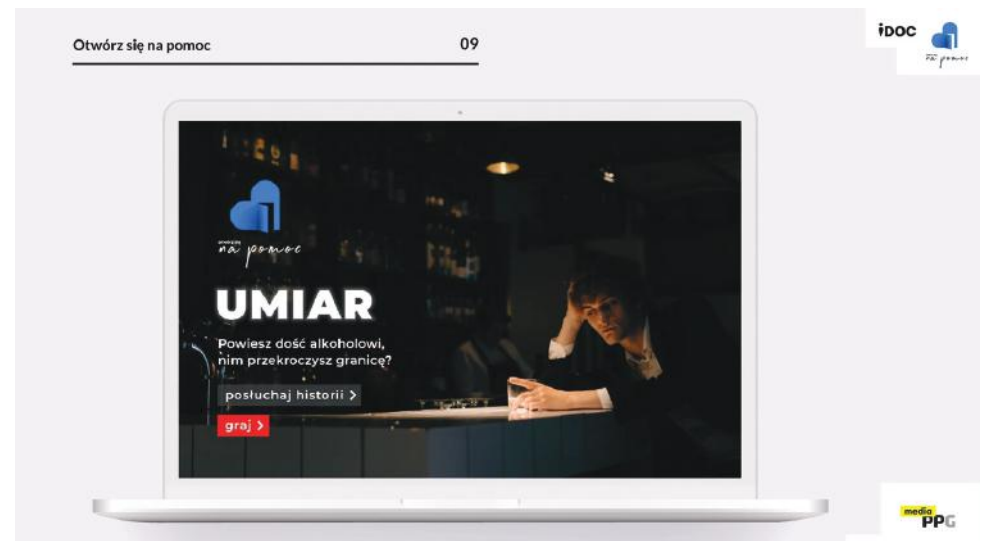 Otwórz się na pomoc
09
iDOC
na pomoc
na pomoc
UMIAR
Powiesz dość alkoholowi,
nim przekroczysz granicę?
posłuchaj historii >
graj >
media
PPG